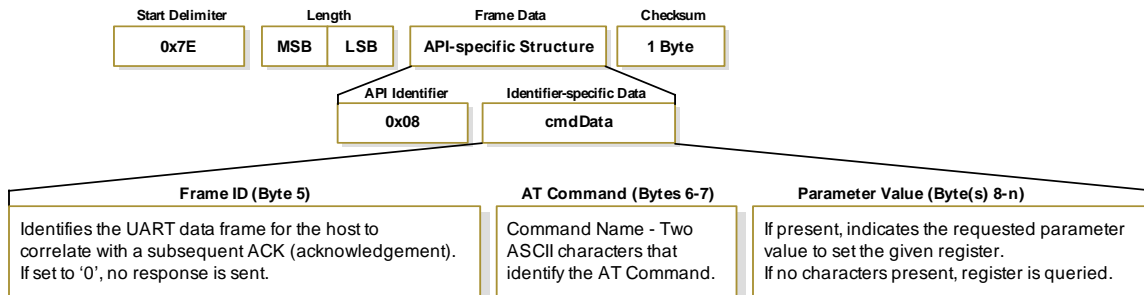 Start Delimiter Length Frame Data Checksum
0x7E MSB LSB API-specific Structure 1 Byte
API Identifier Identifier-specific Data
0x08 cmdData
Frame ID (Byte 5) AT Command (Bytes 6-7) Parameter Value (Byte(s) 8-n)
Identifies the UART data frame for the host to
correlate with a subsequent ACK (acknowledgement).
If set to ‘0’, no response is sent.
Command Name - Two
ASCII characters that
identify the AT Command.
If present, indicates the requested parameter
value to set the given register.
If no characters present, register is queried.